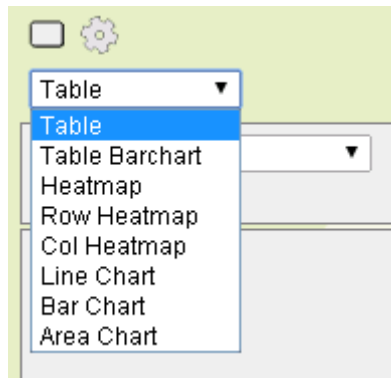 Table
Table
Table Barchart
Heatmap
Row Heatmap
Col Heatmap
Line Chart
Bar Chart
Area Chart